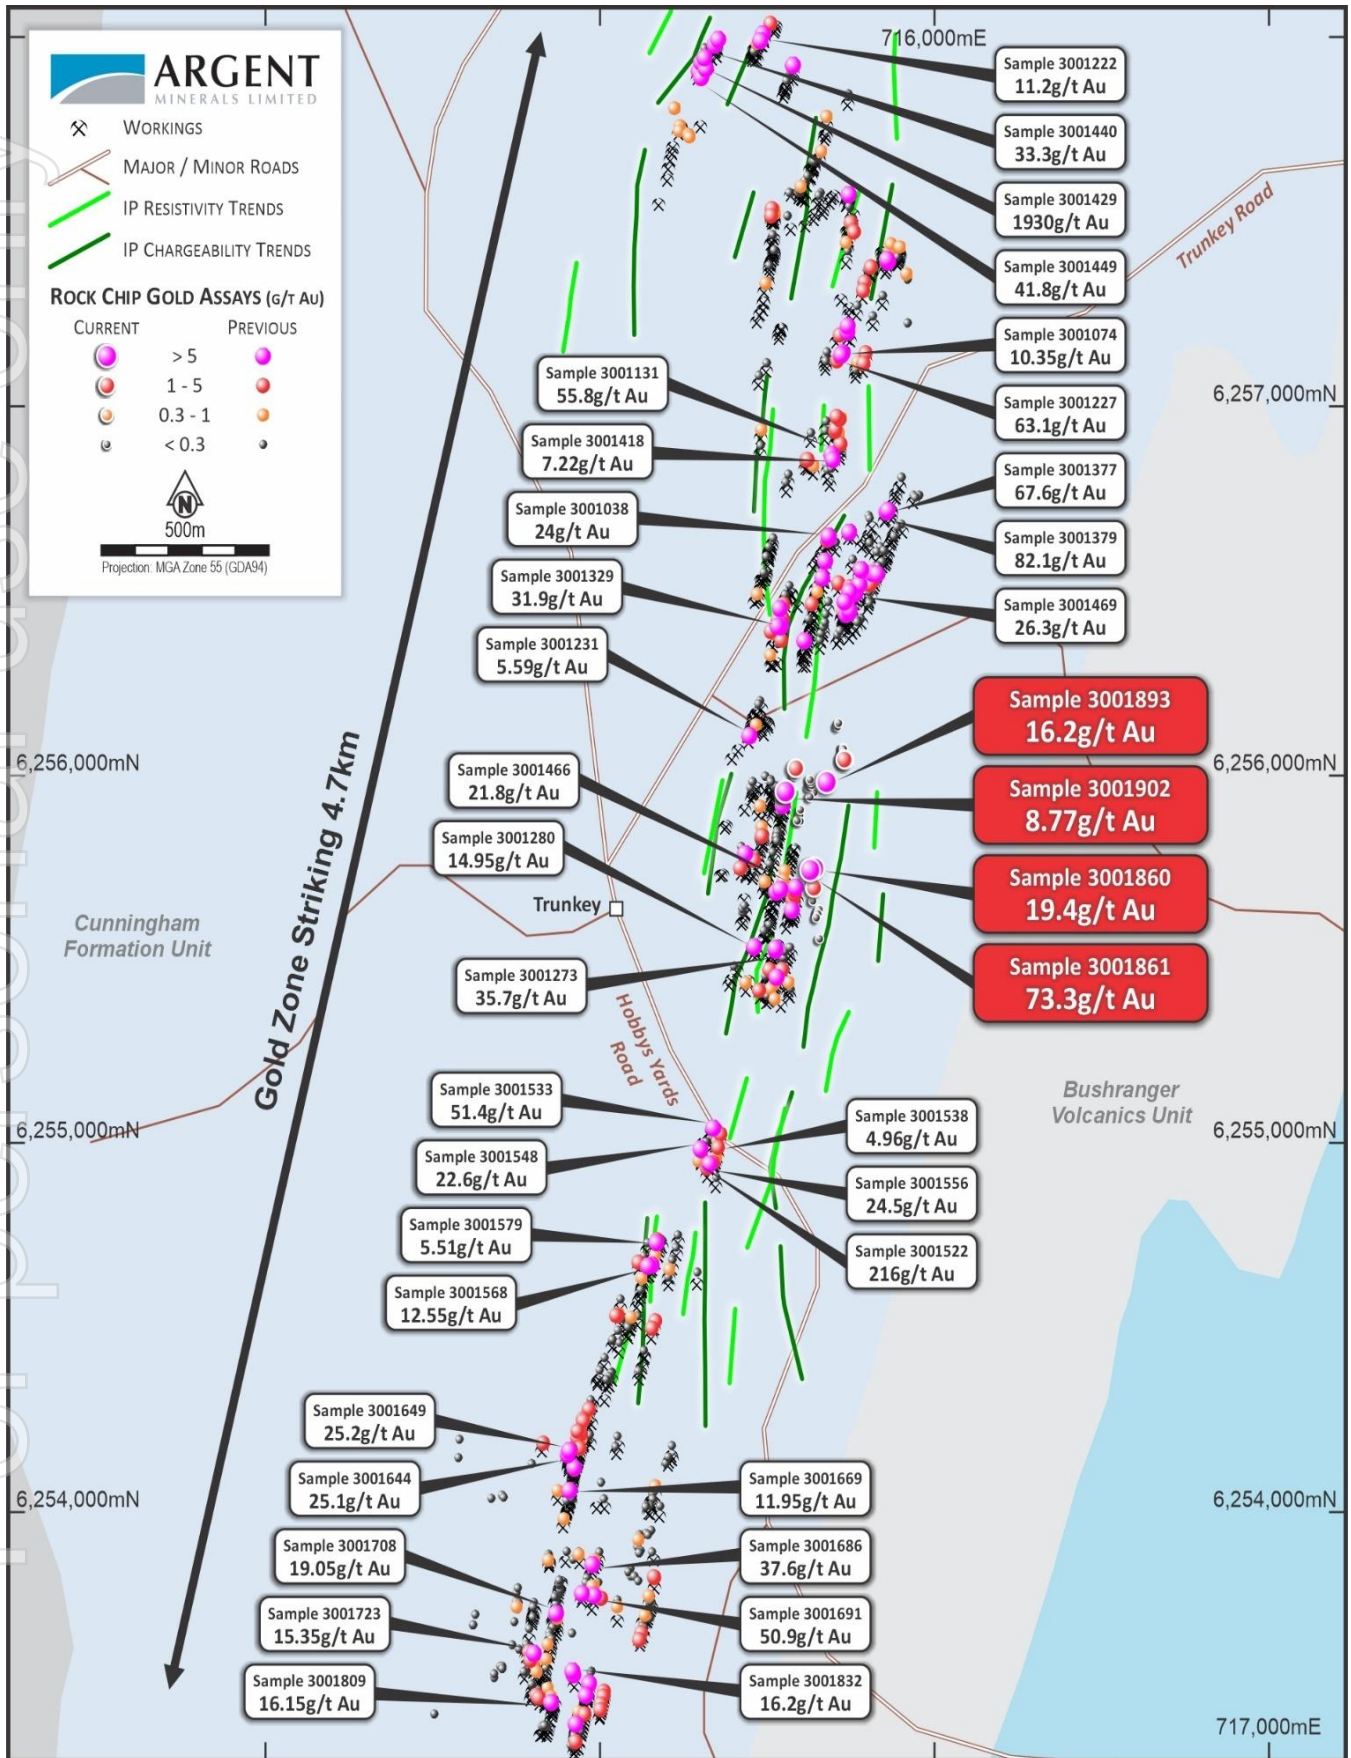 ARGENT
MINERALS LIMITED
WORKINGS
MAJOR / MINOR ROADS
IP RESISTIVITY TRENDS
IP CHARGEABILITY TRENDS
ROCK CHIP GOLD ASSAYS (G/T AU)
CURRENT PREVIOUS
> 5
1 - 5
0.3 - 1
< 0.3
N
500m
Projection: MGA Zone 55 (GDA94)
716,000mE
Sample 3001222
11.2g/t Au
Sample 3001440
33.3g/t Au
Sample 3001429
1930g/t Au
Sample 3001449
41.8g/t Au
Trunkey Road
Sample 3001074
10.35g/t Au
6,257,000mN
Sample 3001227
63.1g/t Au
Sample 3001131
55.8g/t Au
Sample 3001418
7.22g/t Au
Sample 3001377
67.6g/t Au
Sample 3001038
24g/t Au
Sample 3001379
82.1g/t Au
Sample 3001329
31.9g/t Au
Sample 3001469
26.3g/t Au
Sample 3001231
5.59g/t Au
Sample 3001893
16.2g/t Au
6,256,000mN
6,256,000mN
Sample 3001466
21.8g/t Au
Sample 3001902
8.77g/t Au
Sample 3001280
14.95g/t Au
Sample 3001860
19.4g/t Au
Trunkey
Gold Zone Striking 4.7km
Cunningham
Formation Unit
Sample 3001861
73.3g/t Au
Sample 3001273
35.7g/t Au
Hobbys Yards
Road
Bushranger
Volcanics Unit
Sample 3001533
51.4g/t Au
Sample 3001538
4.96g/t Au
6,255,000mN
6,255,000mN
Sample 3001548
22.6g/t Au
Sample 3001556
24.5g/t Au
Sample 3001579
5.51g/t Au
Sample 3001522
216g/t Au
Sample 3001568
12.55g/t Au
Sample 3001649
25.2g/t Au
Sample 3001644
25.1g/t Au
Sample 3001669
11.95g/t Au
6,254,000mN
6,254,000mN
Sample 3001708
19.05g/t Au
Sample 3001686
37.6g/t Au
Sample 3001723
15.35g/t Au
Sample 3001691
50.9g/t Au
Sample 3001809
16.15g/t Au
Sample 3001832
16.2g/t Au
717,000mE
For personal use only